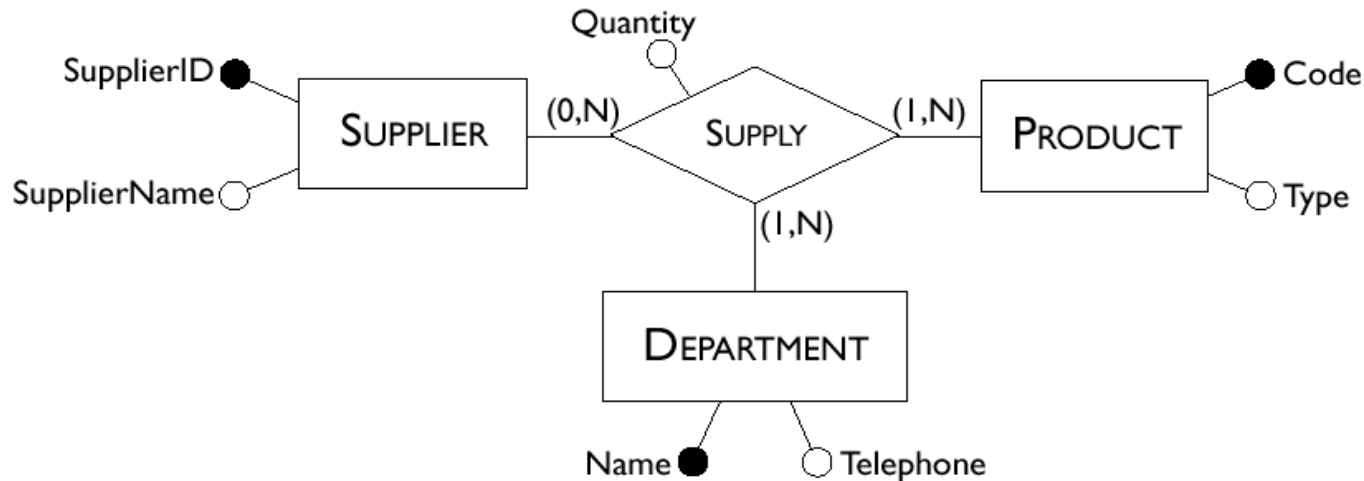 Quantity
SupplierID
Code
(0,N)
(1,N)
SUPPLIER
SUPPLY
PRODUCT
SupplierName
Type
(1,N)
DEPARTMENT
Name
Telephone